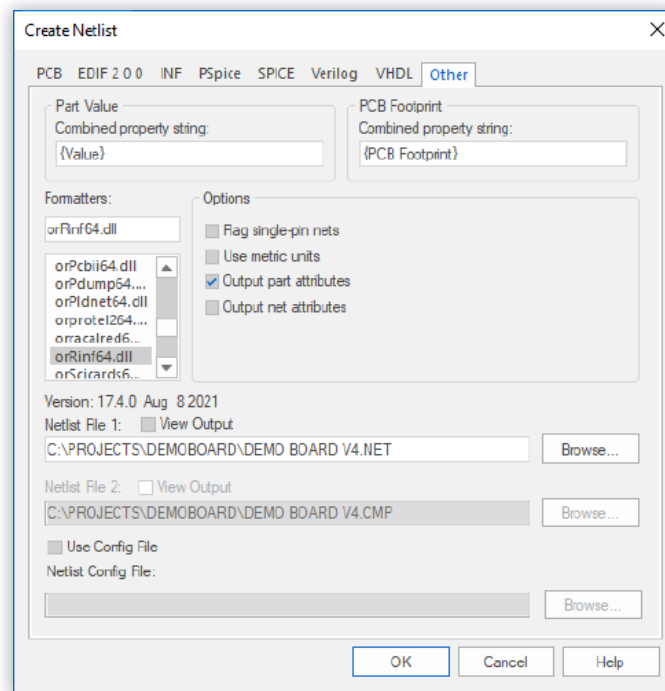 Create Netlist
PCB EDIF 2 0 0 INF PSpice SPICE Verilog VHDL Other
Part Value
Combined property string:
{Value}
PCB Footprint
Combined property string:
{PCB Footprint}
Formatters:
orRinf64.dll
orPcbii64.dll
orPdump64....
orPldnet64.dll
orprotel264....
orracalred6...
orRinf64.dll
orScicards6...
Options
Flag single-pin nets
Use metric units
Output part attributes
Output net attributes
Version: 17.4.0 Aug 8 2021
Netlist File 1: View Output
C:\PROJECTS\DEMOBOARD\DEMO BOARD V4.NET Browse...
Netlist File 2: View Output
C:\PROJECTS\DEMOBOARD\DEMO BOARD V4.CMP Browse...
Use Config File
Netlist Config File:
Browse...
OK Cancel Help